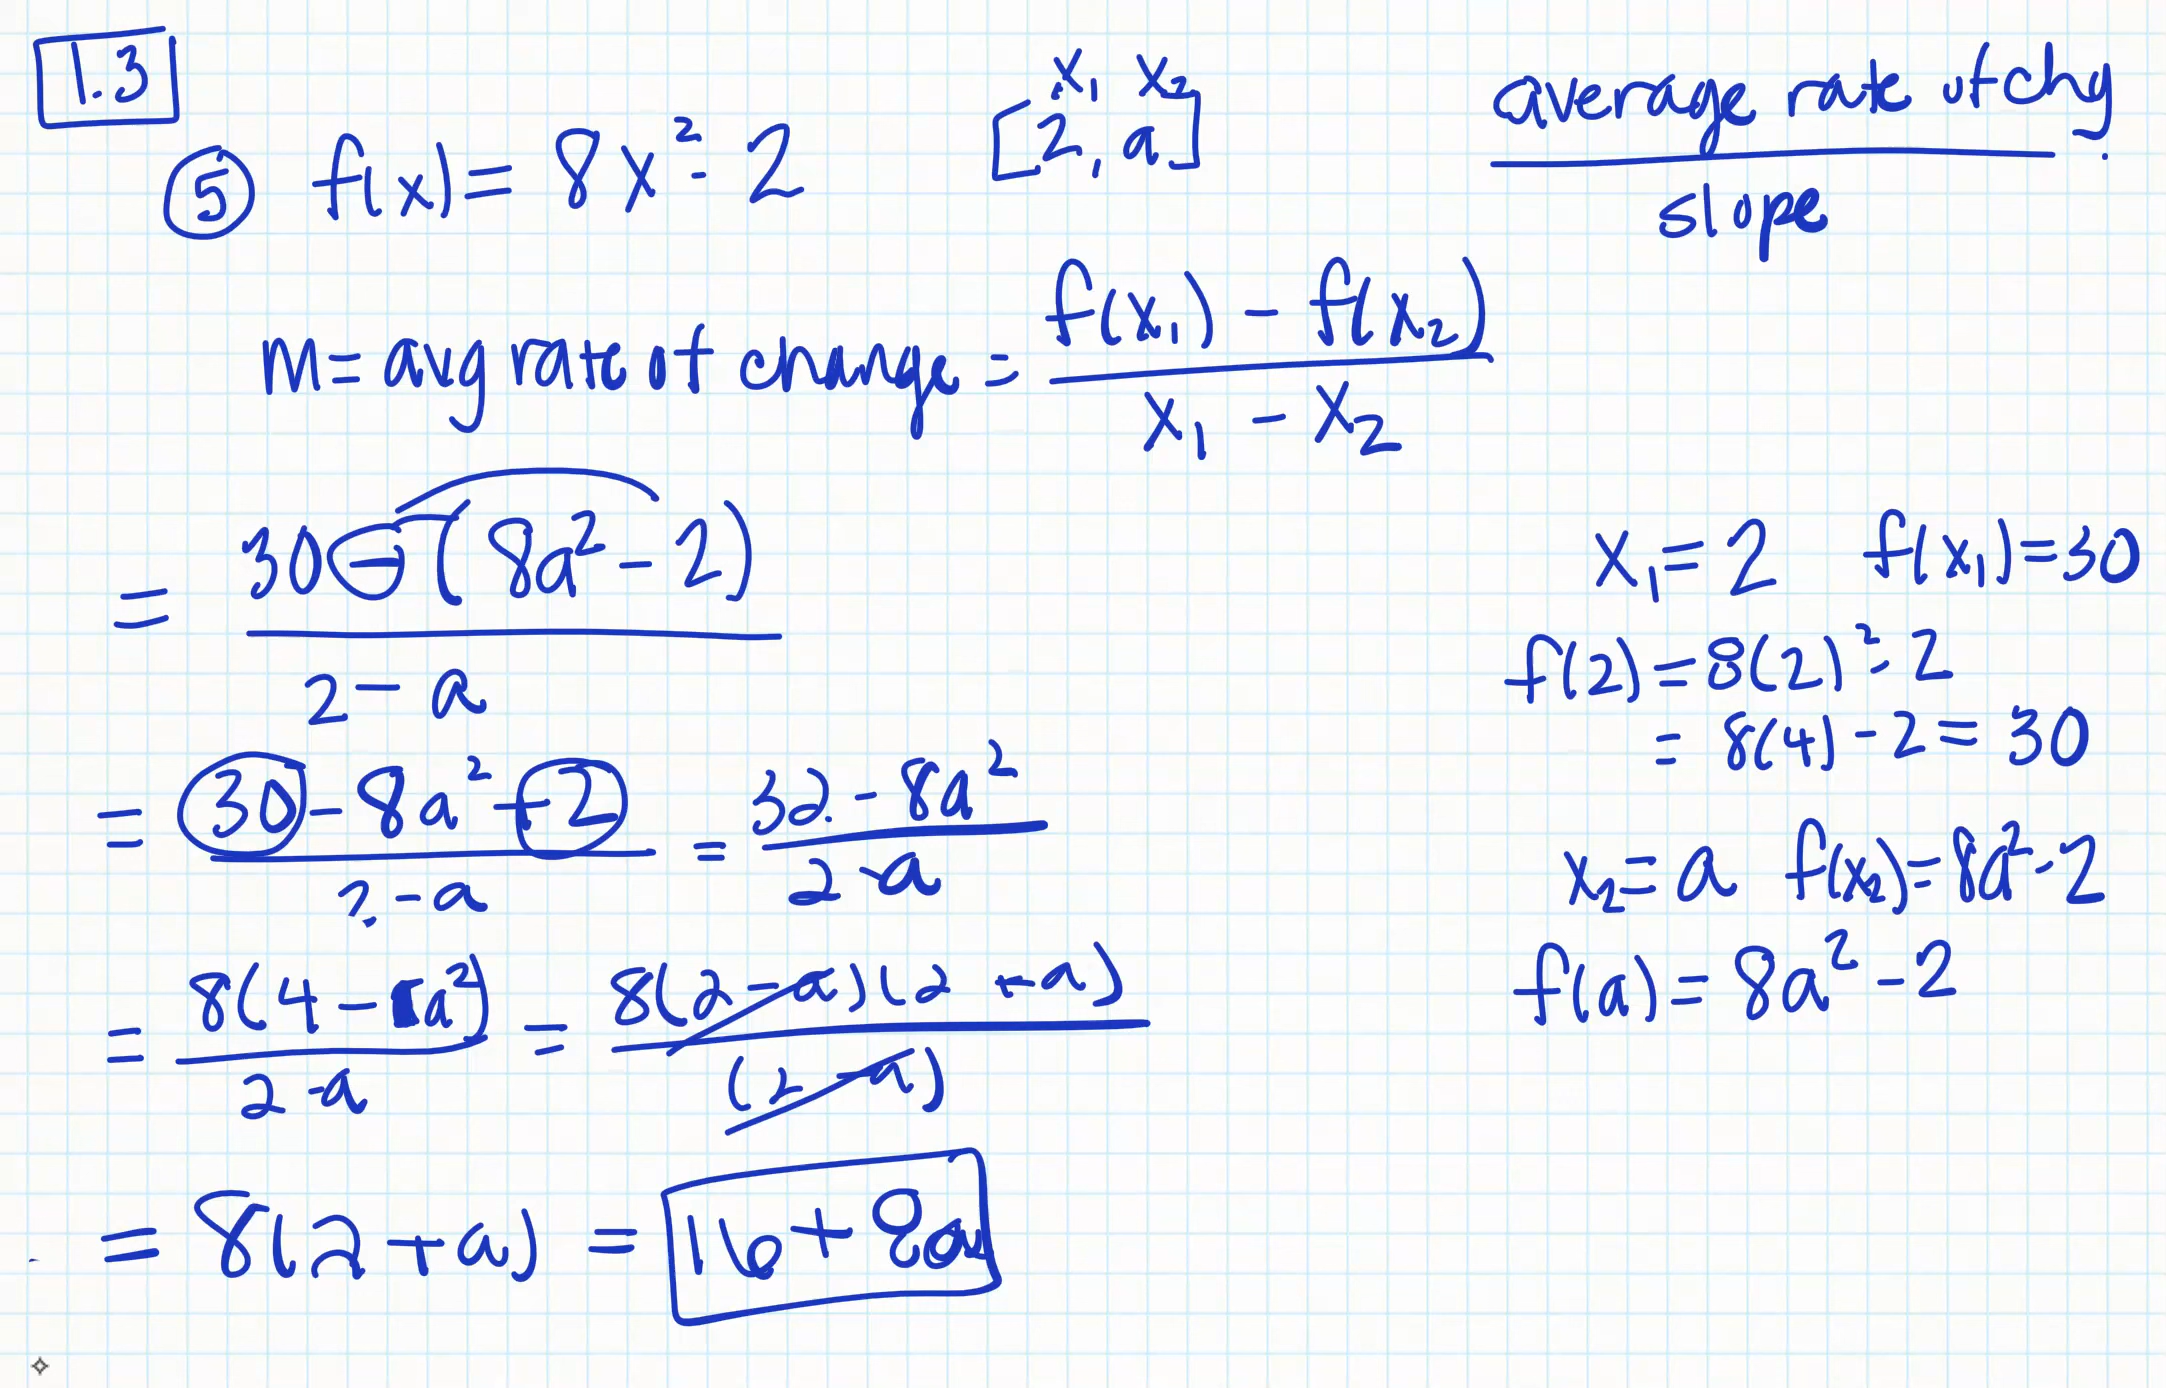 1.3
⑤ f(x) = 8x² - 2
x₁ x₂
[2, a]
average rate of chg.
slope
m = avg rate of change = (f(x₁) - f(x₂)) / (x₁ - x₂)
= (30 - (8a² - 2)) / (2 - a)
= (30 - 8a² + 2) / (2 - a) = (32 - 8a²) / (2 - a)
= 8(4 - a²) / (2 - a) = 8(2 - a)(2 + a) / (2 - a)
= 8(2 + a) = 16 + 8a
x₁ = 2 f(x₁) = 30
f(2) = 8(2)² - 2
= 8(4) - 2 = 30
x₂ = a f(x₂) = 8a² - 2
f(a) = 8a² - 2